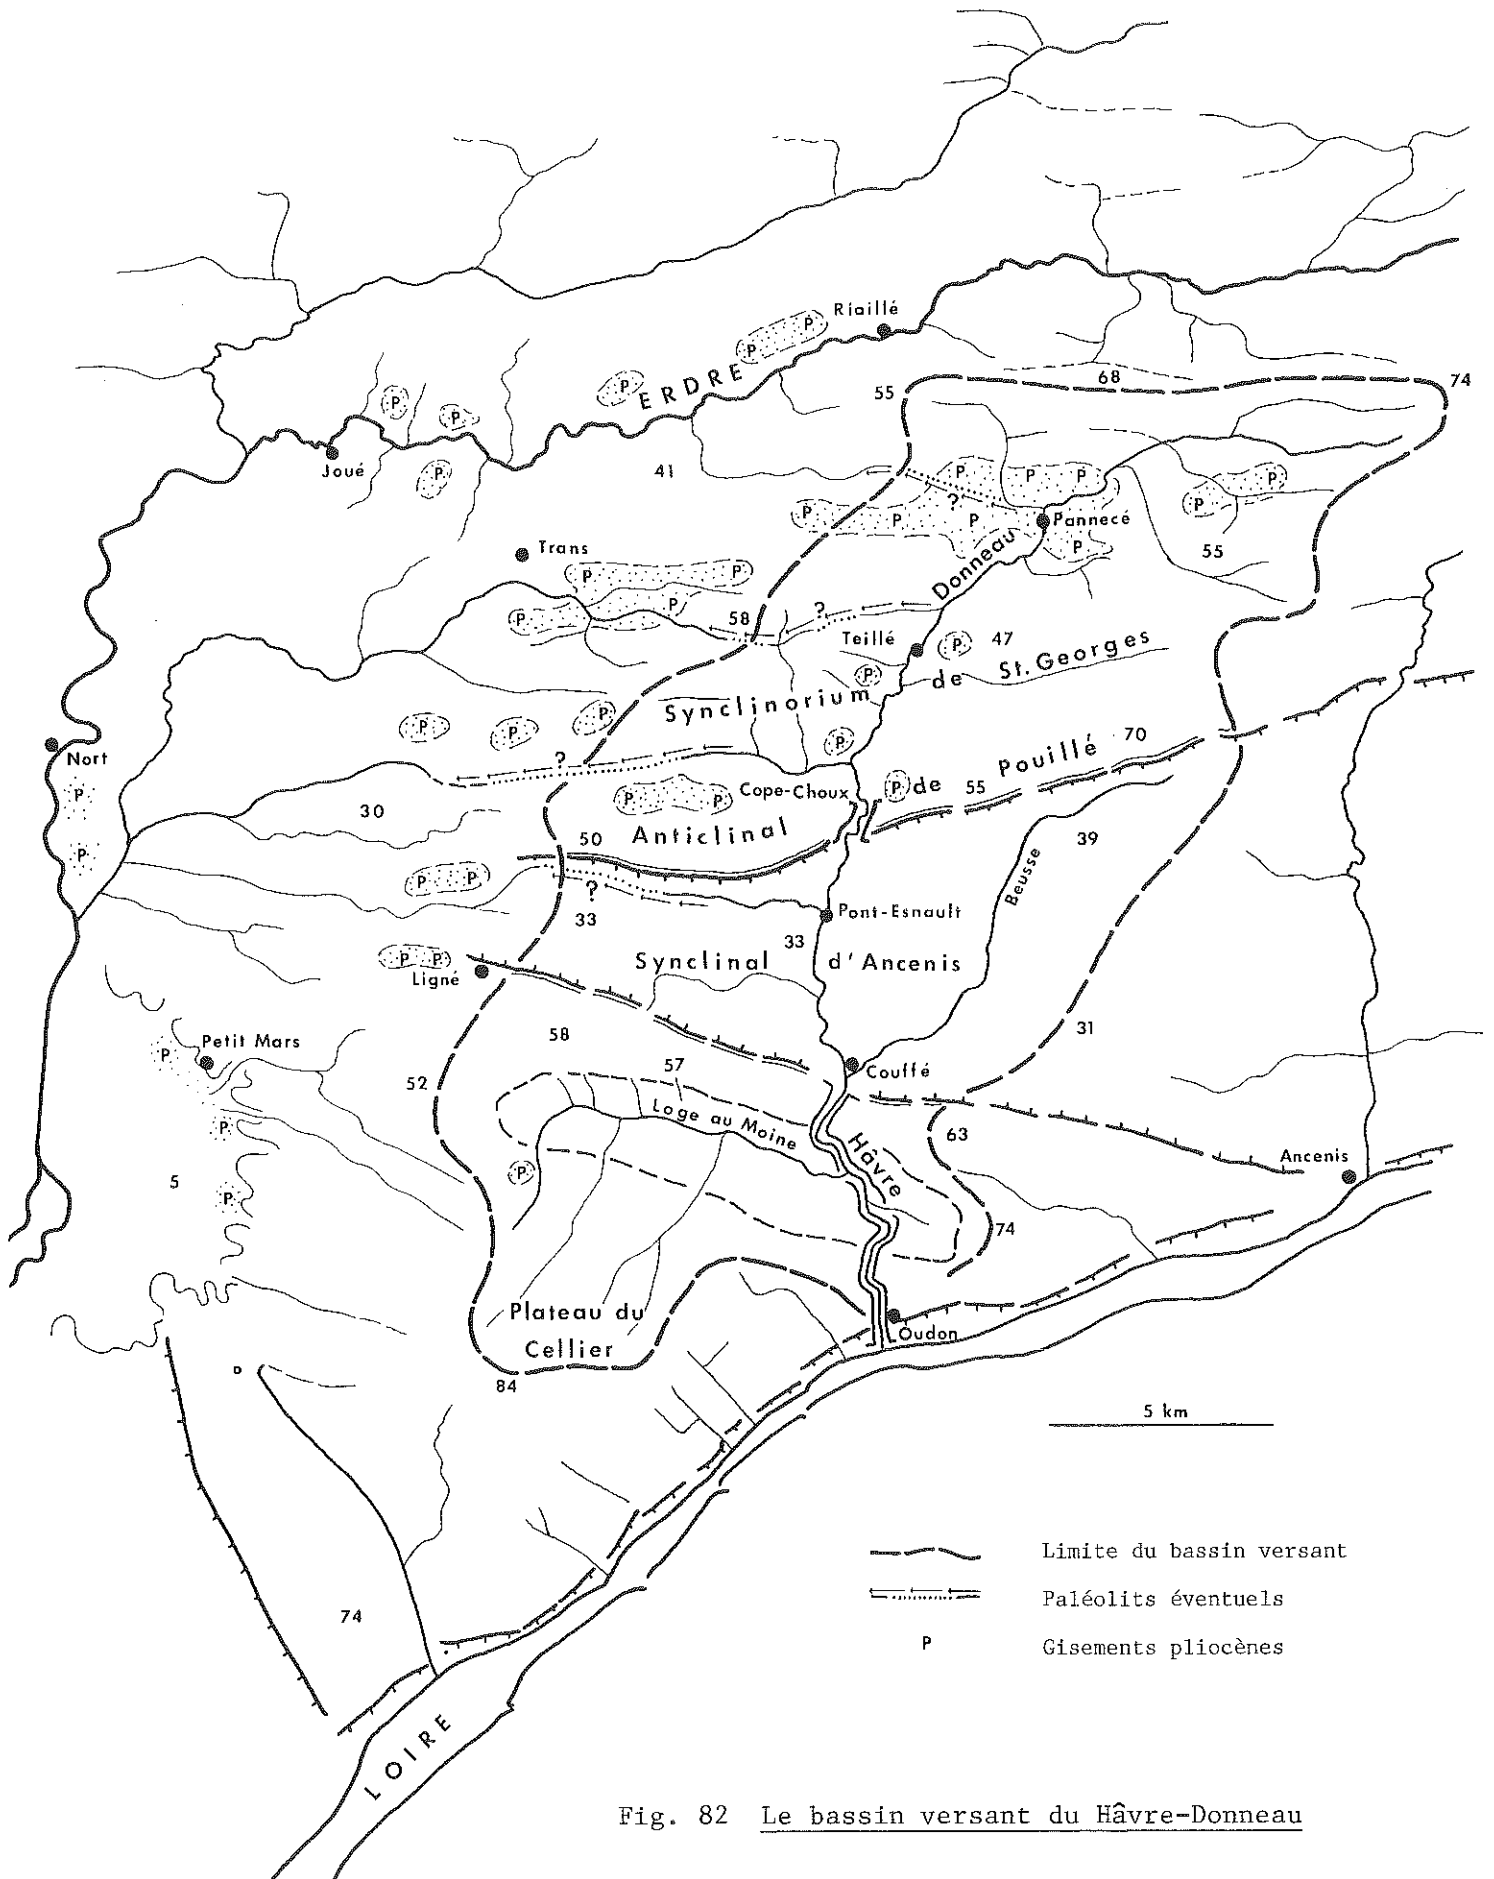 Riaillé
P
P
ERDRE
P
P
P
P
Joué
41
55
68
74
P
P
P
P
P
P
P
?
Pannecé
P
P
P
55
Donneau
Trans
P
P
P
P
58
?
Teillé
P
47
P
de St. Georges
Synclinorium
P
P
P
P
Nort
P
P
?
30
P
P
Cope-Choux
P
de
55
Pouillé
70
50
Anticlinal
P
P
?
33
39
Beusse
Pont-Esnault
33
Synclinal d'Ancenis
P
P
Ligné
58
31
Petit Mars
P
52
57
Couffé
Loge au Moine
P
Hâvre
63
Ancenis
5
P
P
74
Plateau du
Cellier
Oudon
D
84
5 km
74
LOIRE
Limite du bassin versant
Paléolits éventuels
P Gisements pliocènes
Fig. 82 Le bassin versant du Hâvre-Donneau